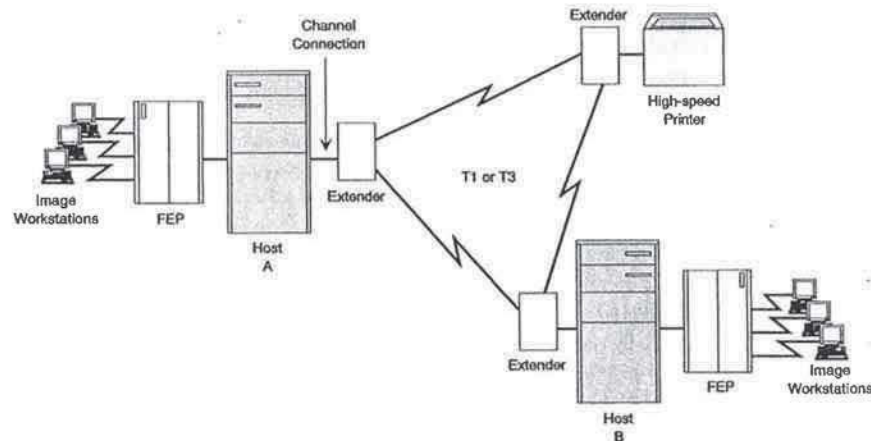 Channel
Connection
Extender
High-speed
Printer
Image
Workstations
FEP
Host
A
Extender
T1 or T3
Extender
Host
B
FEP
Image
Workstations